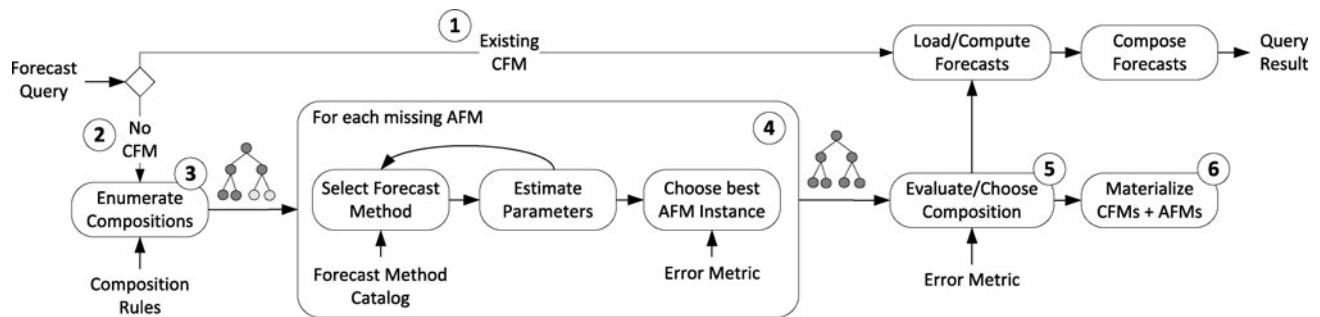 1
Existing
CFM
Forecast
Query
Load/Compute
Forecasts
Compose
Forecasts
Query
Result
2
No
CFM
3
Enumerate
Compositions
Composition
Rules
For each missing AFM
4
Select Forecast
Method
Estimate
Parameters
Choose best
AFM Instance
Forecast Method
Catalog
Error Metric
5
Evaluate/Choose
Composition
Error Metric
6
Materialize
CFMs + AFMs